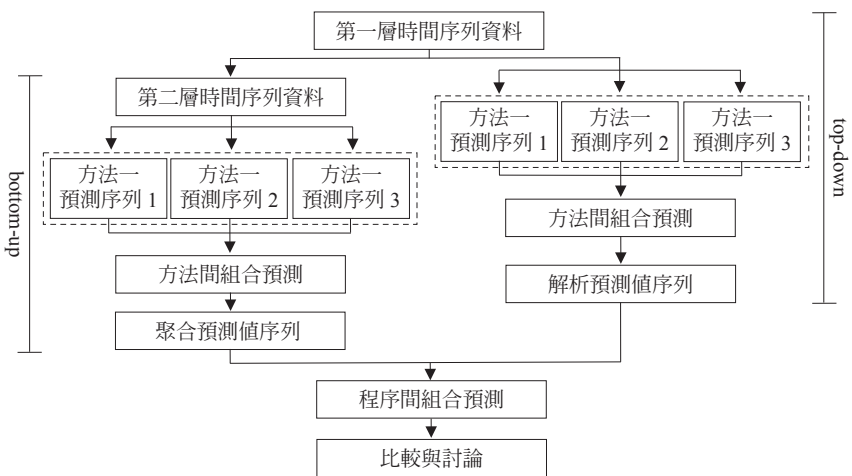 第一層時間序列資料
第二層時間序列資料
方法一
預測序列 1
方法一
預測序列 2
方法一
預測序列 3
方法間組合預測
聚合預測值序列
bottom-up
方法一
預測序列 1
方法一
預測序列 2
方法一
預測序列 3
方法間組合預測
解析預測值序列
top-down
程序間組合預測
比較與討論